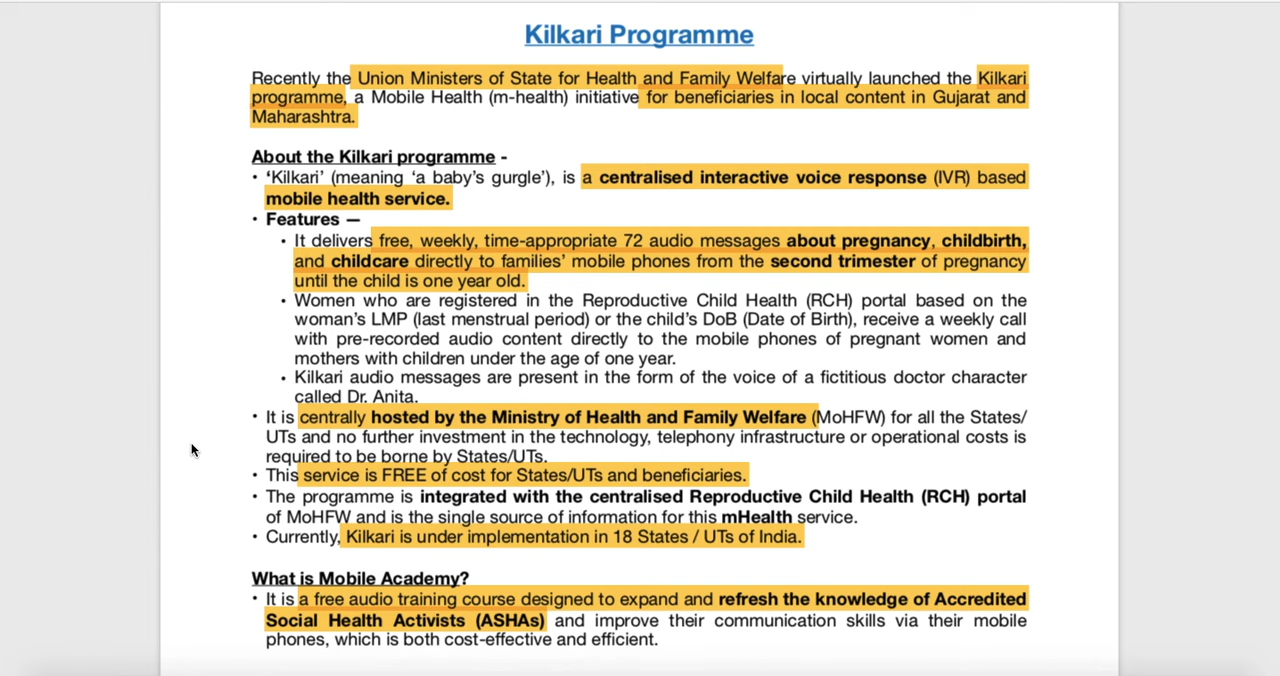 Kilkari Programme
Recently the Union Ministers of State for Health and Family Welfare virtually launched the Kilkari
programme, a Mobile Health (m-health) initiative for beneficiaries in local content in Gujarat and
Maharashtra.
About the Kilkari programme -
• ‘Kilkari’ (meaning ‘a baby’s gurgle’), is a centralised interactive voice response (IVR) based
mobile health service.
• Features —
• It delivers free, weekly, time-appropriate 72 audio messages about pregnancy, childbirth,
and childcare directly to families’ mobile phones from the second trimester of pregnancy
until the child is one year old.
• Women who are registered in the Reproductive Child Health (RCH) portal based on the
woman’s LMP (last menstrual period) or the child’s DoB (Date of Birth), receive a weekly call
with pre-recorded audio content directly to the mobile phones of pregnant women and
mothers with children under the age of one year.
• Kilkari audio messages are present in the form of the voice of a fictitious doctor character
called Dr. Anita.
• It is centrally hosted by the Ministry of Health and Family Welfare (MoHFW) for all the States/
UTs and no further investment in the technology, telephony infrastructure or operational costs is
required to be borne by States/UTs.
• This service is FREE of cost for States/UTs and beneficiaries.
• The programme is integrated with the centralised Reproductive Child Health (RCH) portal
of MoHFW and is the single source of information for this mHealth service.
• Currently, Kilkari is under implementation in 18 States / UTs of India.
What is Mobile Academy?
• It is a free audio training course designed to expand and refresh the knowledge of Accredited
Social Health Activists (ASHAs) and improve their communication skills via their mobile
phones, which is both cost-effective and efficient.